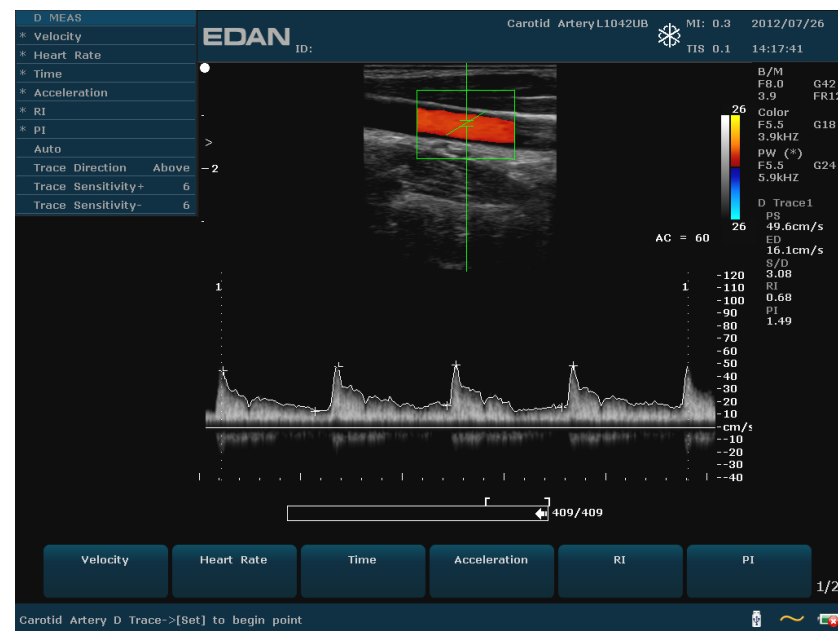 D MEAS
* Velocity
* Heart Rate
* Time
* Acceleration
* RI
* PI
Auto
Trace Direction Above
Trace Sensitivity+ 6
Trace Sensitivity- 6
EDAN
ID:
Carotid Artery L1042UB
MI: 0.3
TIS 0.1
2012/07/26
14:17:41
B/M
F8.0 G42
3.9 FR12
Color
F5.5 G18
3.9kHZ
PW (*)
F5.5 G24
5.9kHZ
D Trace1
PS
49.6cm/s
ED
16.1cm/s
S/D
3.08
RI
0.68
PI
1.49
>
-2
26
26
AC = 60
1
1
-120
-110
-100
-90
-80
-70
-60
-50
-40
-30
-20
-10
-cm/s
--10
--20
--30
--40
409/409
Velocity
Heart Rate
Time
Acceleration
RI
PI
1/2
Carotid Artery D Trace->[Set] to begin point